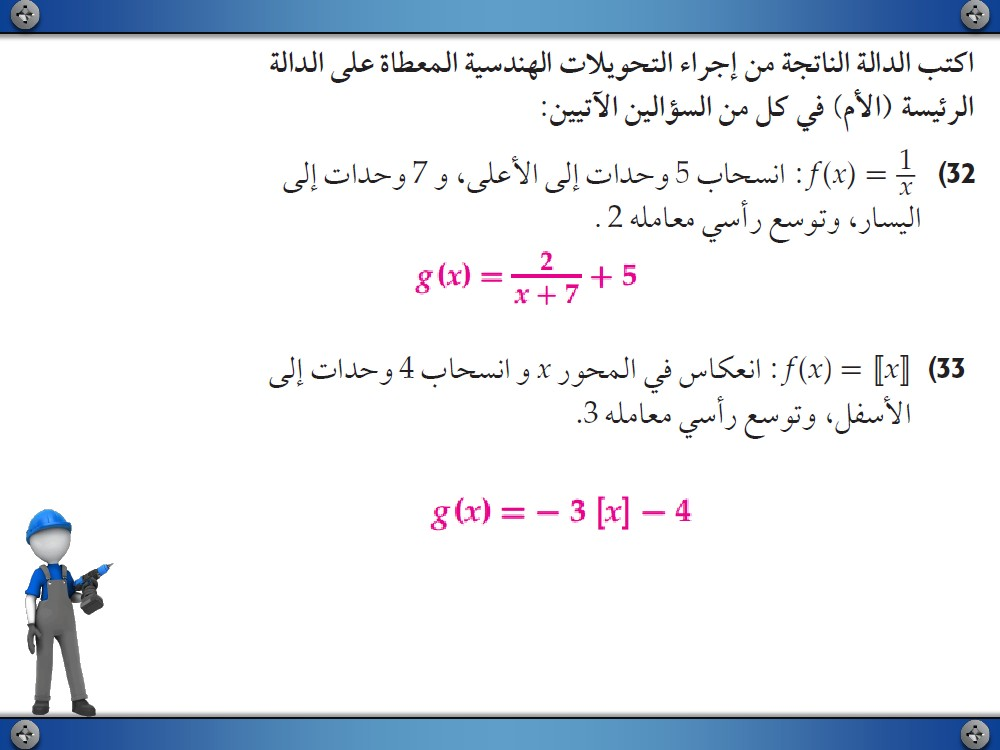 اكتب الدالة الناتجة من إجراء التحويلات الهندسية المعطاة على الدالة
الرئيسة (الأم) في كل من السؤالين الآتيين:
32) f(x) = 1/x : انسحاب 5 وحدات إلى الأعلى، و 7 وحدات إلى
اليسار، وتوسع رأسي معامله 2 .
g(x) = 2/(x + 7) + 5
33) f(x) = ⟦x⟧ : انعكاس في المحور x و انسحاب 4 وحدات إلى
الأسفل، وتوسع رأسي معامله 3.
g(x) = − 3 [x] − 4